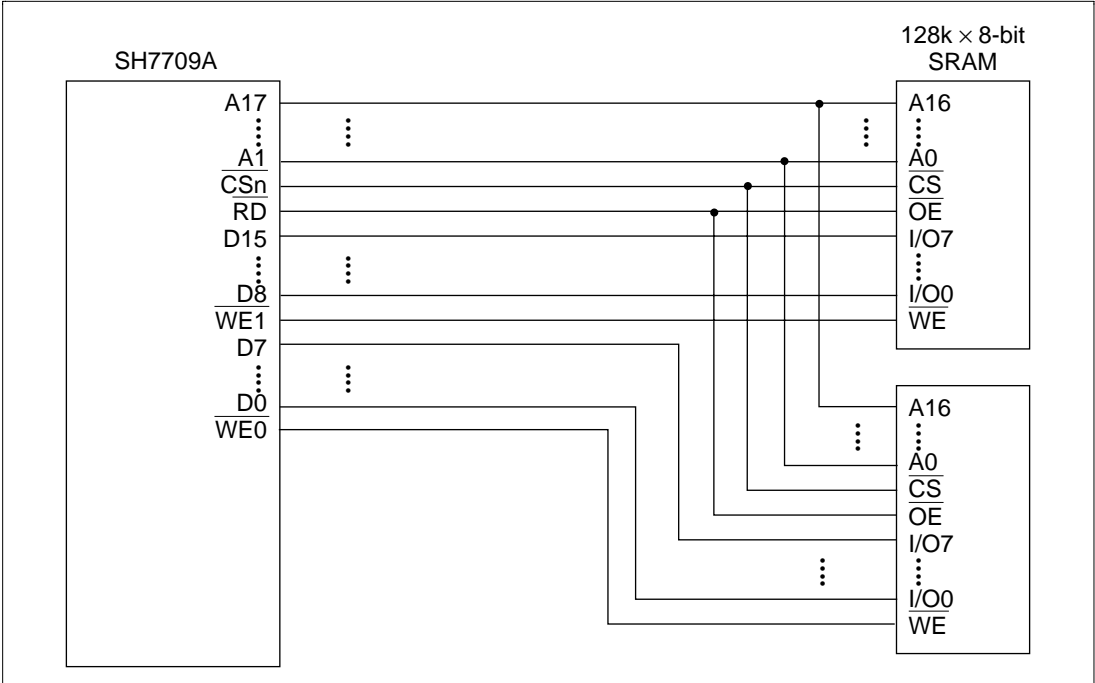 SH7709A
A17
A1
CSn
RD
D15
D8
WE1
D7
D0
WE0
128k × 8-bit
SRAM
A16
A0
CS
OE
I/O7
I/O0
WE
A16
A0
CS
OE
I/O7
I/O0
WE